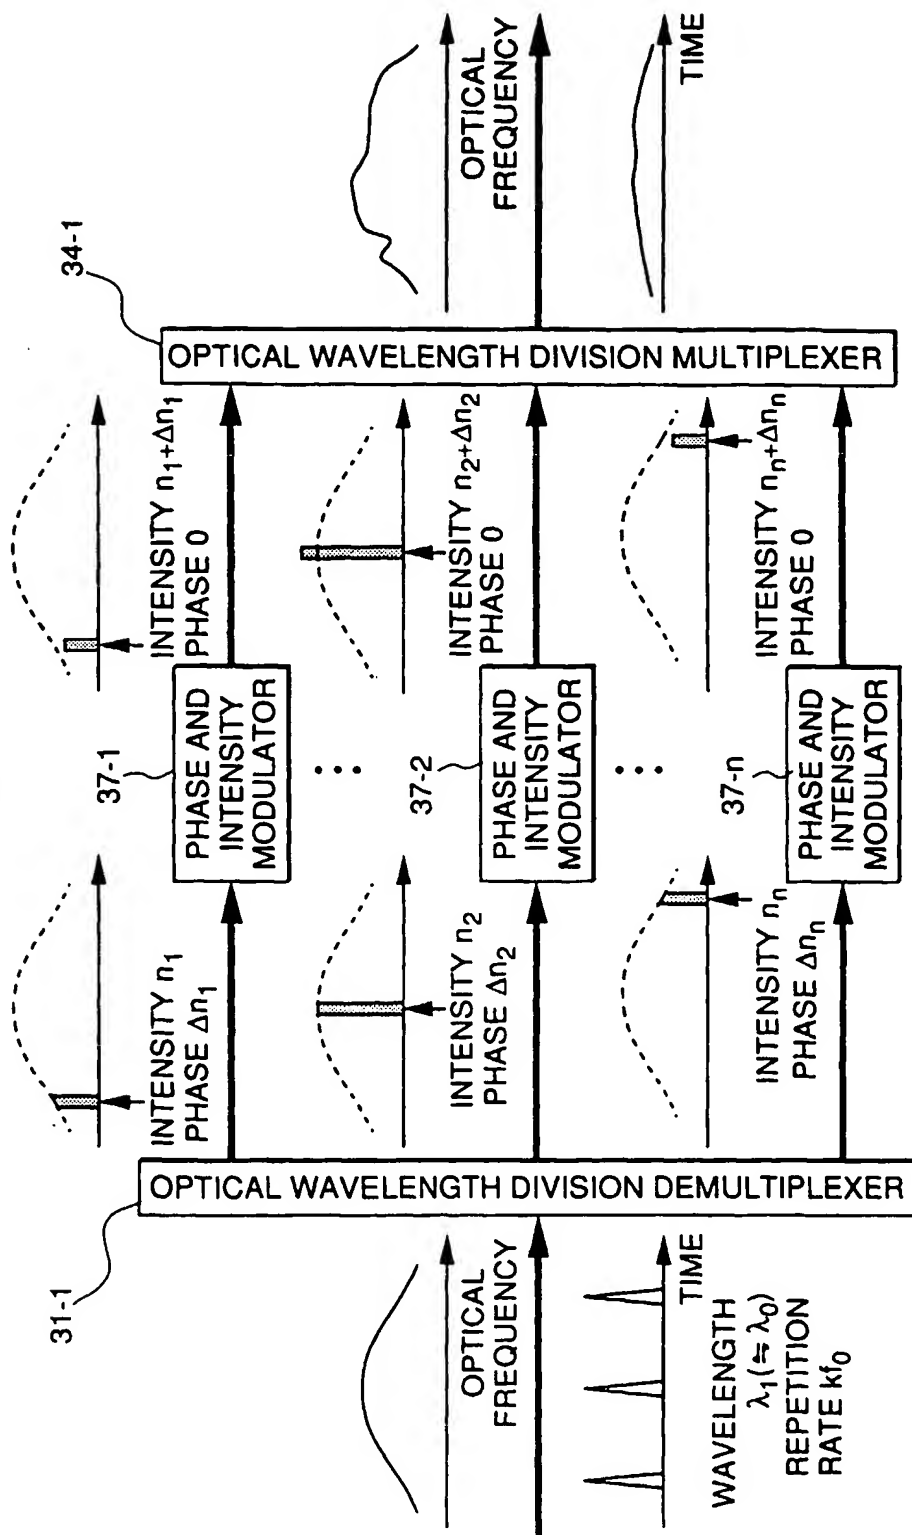 31-1
OPTICAL
FREQUENCY
TIME
WAVELENGTH
λ1(≒λ0)
REPETITION
RATE kf0
OPTICAL WAVELENGTH DIVISION DEMULTIPLEXER
INTENSITY n1
PHASE Δn1
INTENSITY n2
PHASE Δn2
INTENSITY nn
PHASE Δnn
37-1
PHASE AND
INTENSITY
MODULATOR
37-2
PHASE AND
INTENSITY
MODULATOR
37-n
PHASE AND
INTENSITY
MODULATOR
INTENSITY n1+Δn1
PHASE 0
INTENSITY n2+Δn2
PHASE 0
INTENSITY nn+Δnn
PHASE 0
34-1
OPTICAL WAVELENGTH DIVISION MULTIPLEXER
OPTICAL
FREQUENCY
TIME